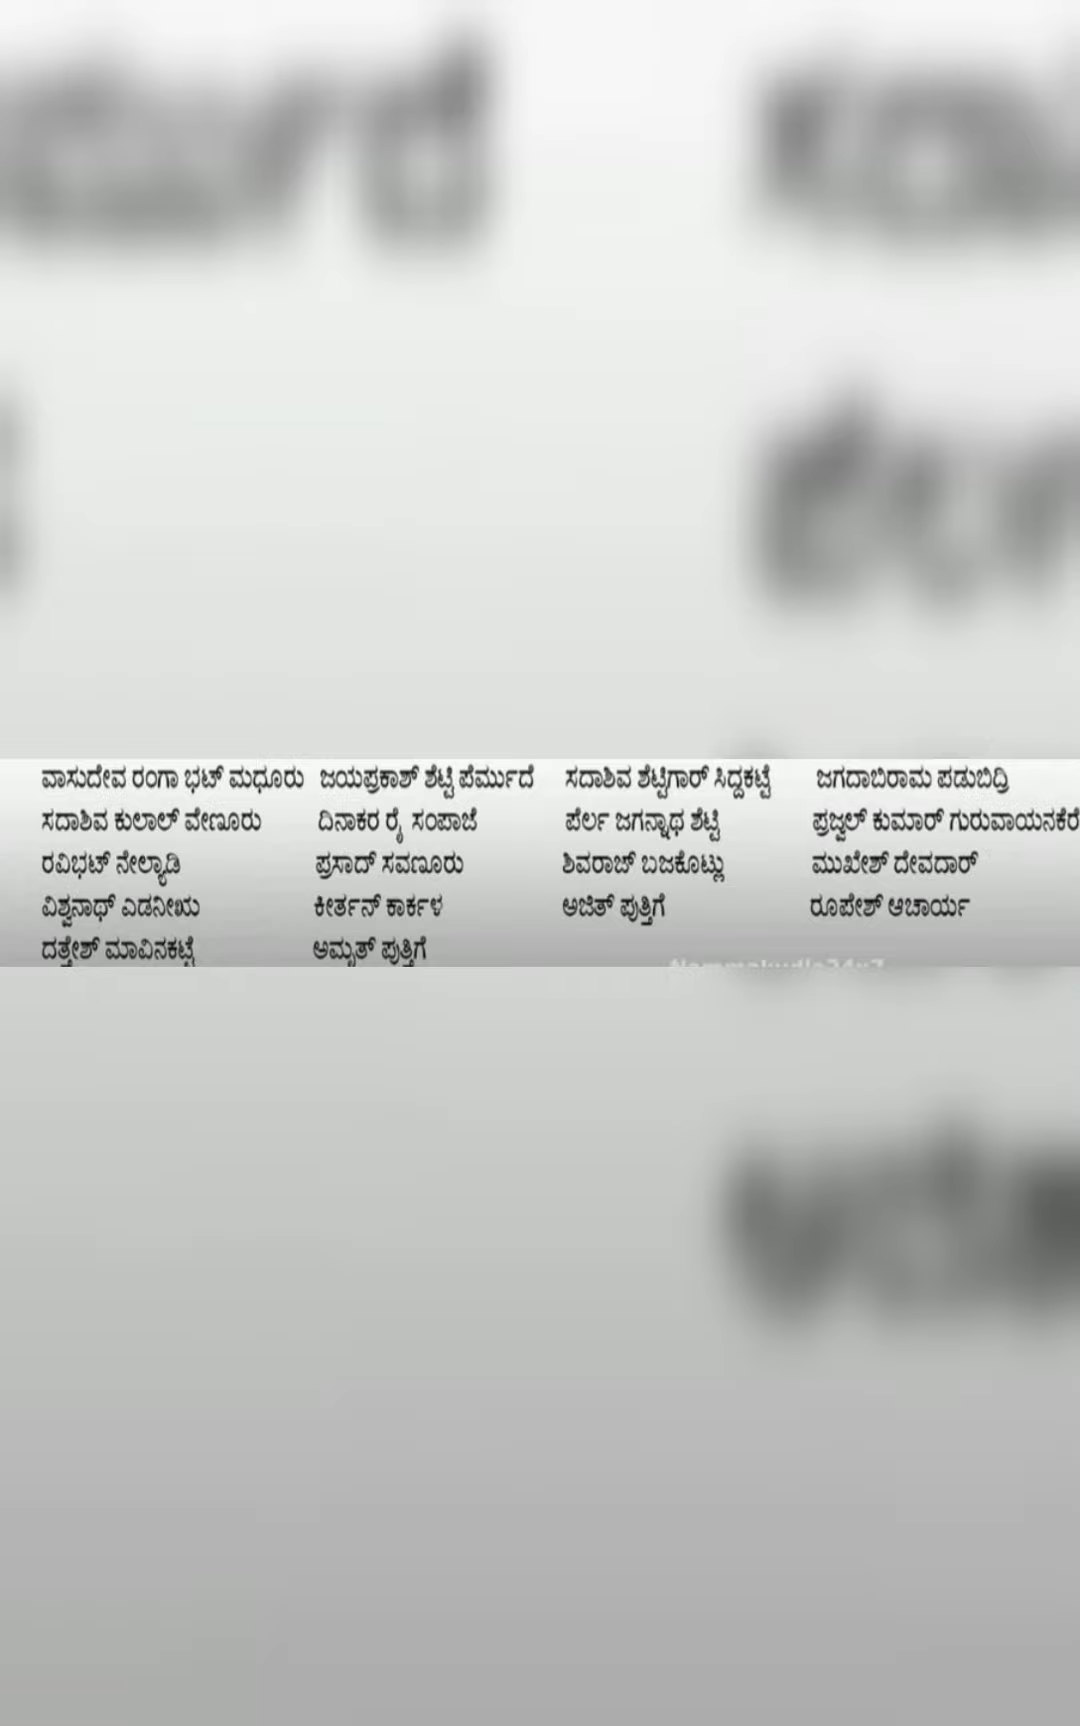 ವಾಸುದೇವ ರಂಗಾ ಭಟ್ ಮಧೂರು ಜಯಪ್ರಕಾಶ್ ಶೆಟ್ಟಿ ಪೆರ್ಮುದೆ ಸದಾಶಿವ ಶೆಟ್ಟಿಗಾರ್ ಸಿದ್ದಕಟ್ಟೆ ಜಗದಾಬಿರಾಮ ಪಡುಬಿದ್ರಿ
ಸದಾಶಿವ ಕುಲಾಲ್ ವೇಣೂರು ದಿನಾಕರ ರೈ ಸಂಪಾಜೆ ಪೆರ್ಲ ಜಗನ್ನಾಥ ಶೆಟ್ಟಿ ಪ್ರಜ್ವಲ್ ಕುಮಾರ್ ಗುರುವಾಯನಕೆರೆ
ರವಿಭಟ್ ನೇಲ್ಯಾಡಿ ಪ್ರಸಾದ್ ಸವಣೂರು ಶಿವರಾಜ್ ಬಜಕೊಟ್ಲು ಮುಖೇಶ್ ದೇವದಾರ್
ವಿಶ್ವನಾಥ್ ಎಡನೀಋ ಕೀರ್ತನ್ ಕಾರ್ಕಳ ಅಜಿತ್ ಪುತ್ತಿಗೆ ರೂಪೇಶ್ ಆಚಾರ್ಯ
ದತ್ತೇಶ್ ಮಾವಿನಕಟ್ಟೆ ಅಮೃತ್ ಪುತ್ತಿಗೆ